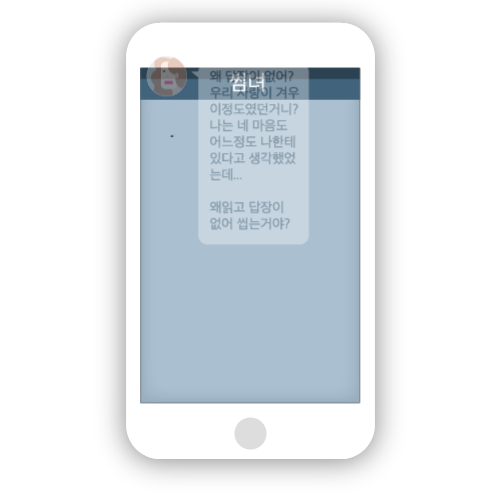 썸녀
왜 답장이 없어?
우리 사랑이 겨우
이정도였던거니?
나는 네 마음도
어느정도 나한테
있다고 생각했었
는데...
왜읽고 답장이
없어 씹는거야?